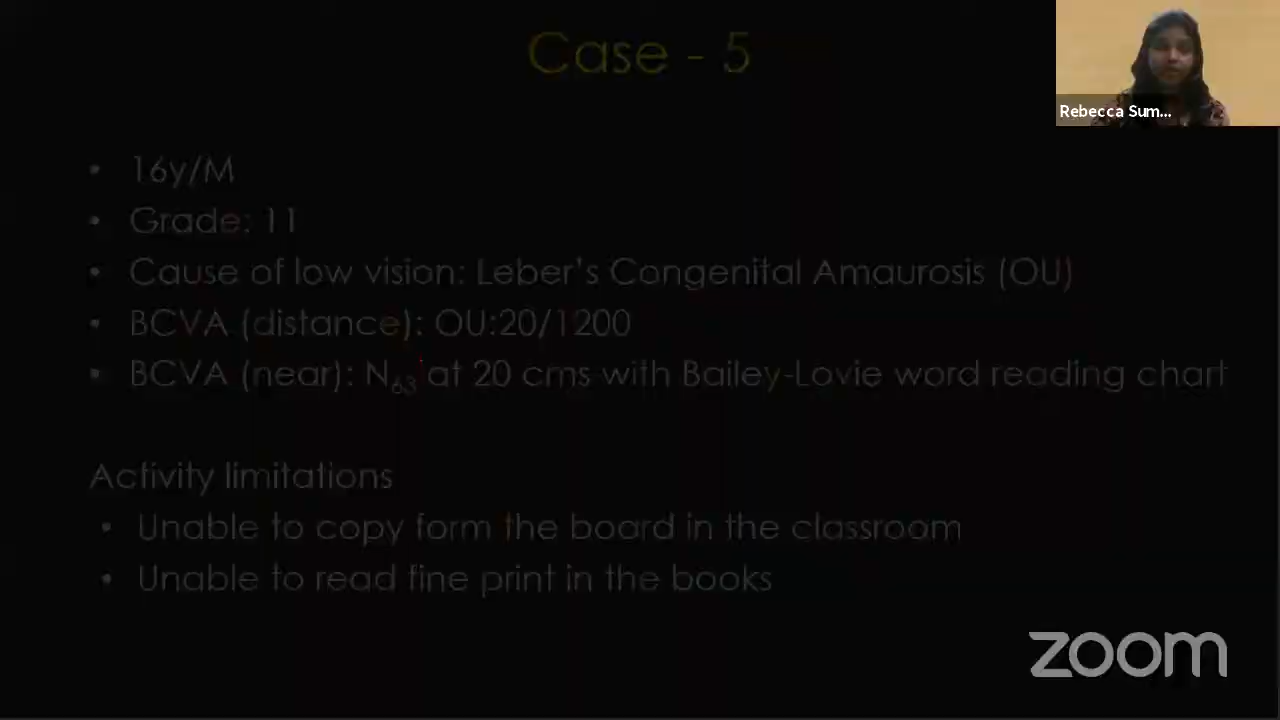 Case - 5
Rebecca Sum...
• 16y/M
• Grade: 11
• Cause of low vision: Leber’s Congenital Amaurosis (OU)
• BCVA (distance): OU:20/1200
• BCVA (near): N63 at 20 cms with Bailey-Lovie word reading chart
Activity limitations
• Unable to copy form the board in the classroom
• Unable to read fine print in the books
zoom